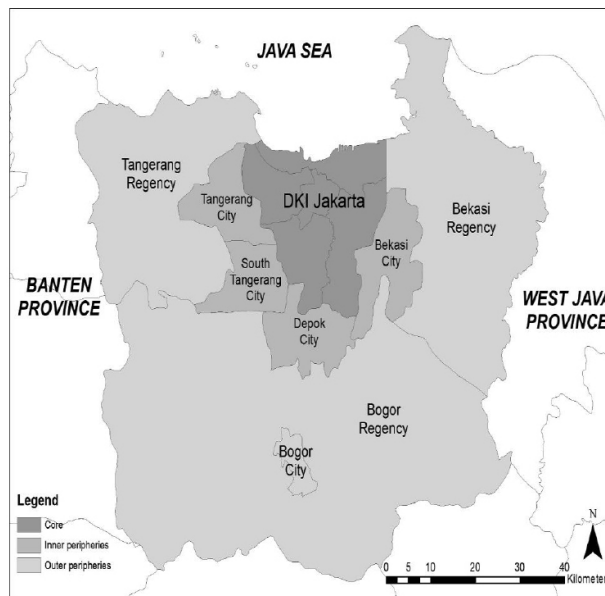 JAVA SEA
Tangerang
Regency
Tangerang
City
DKI Jakarta
Bekasi
Regency
Bekasi
City
South
Tangerang
City
BANTEN
PROVINCE
WEST JAVA
PROVINCE
Depok
City
Bogor
Regency
Bogor
City
Legend
Core
Inner peripheries
Outer peripheries
N
0 5 10 20 30 40
Kilometer